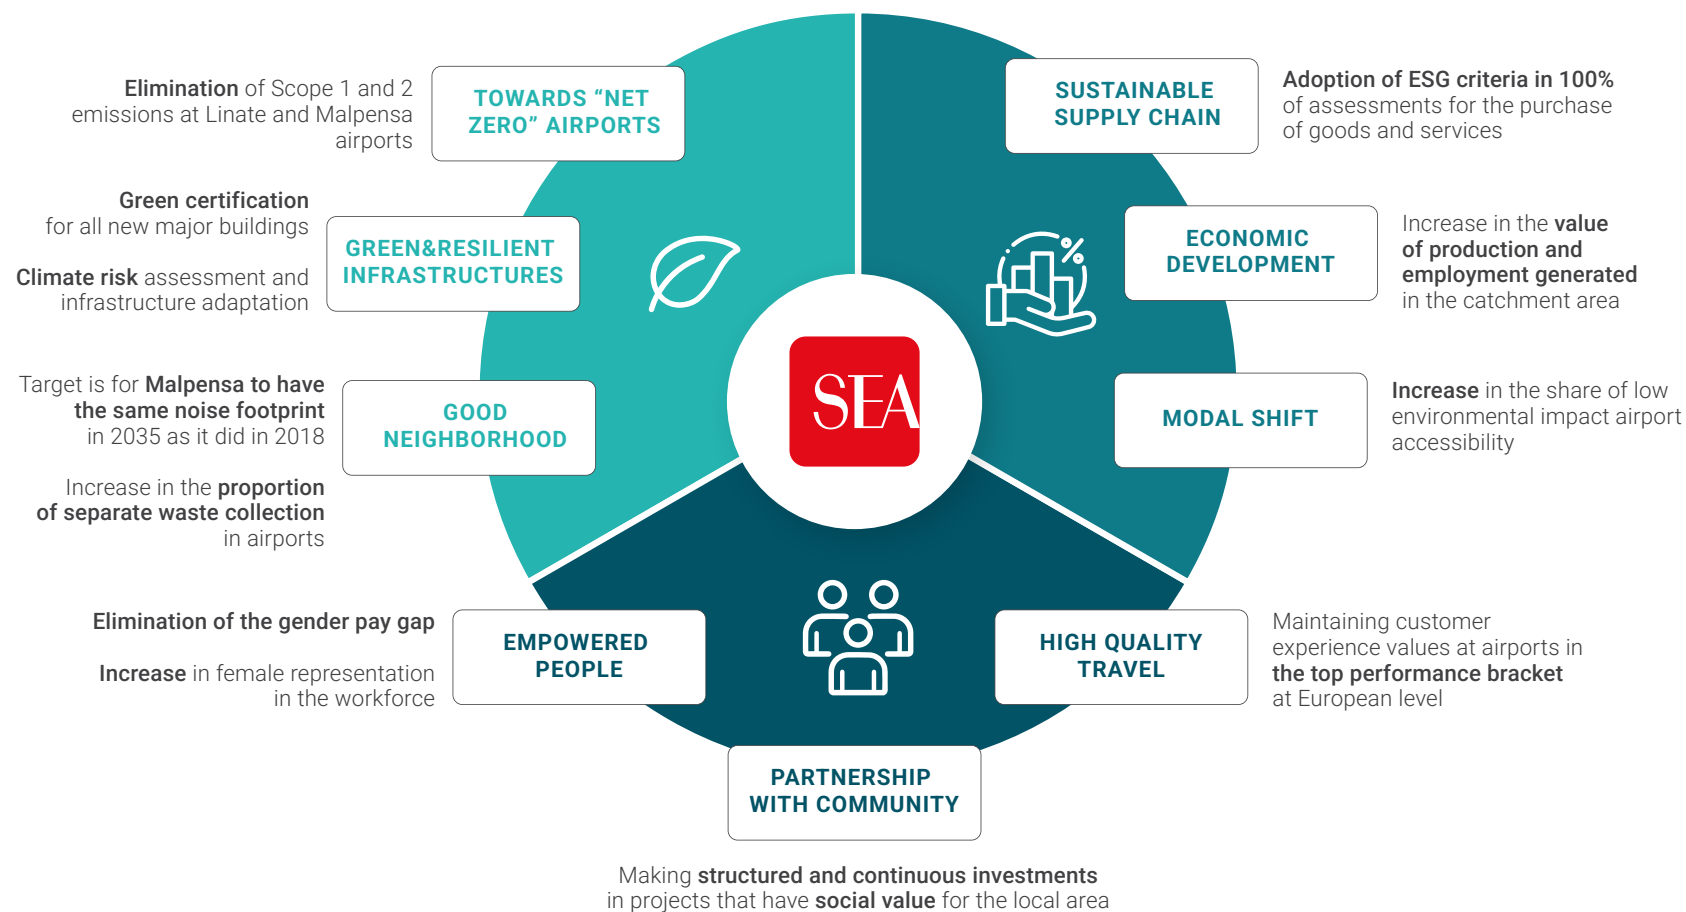 Elimination of Scope 1 and 2
emissions at Linate and Malpensa
airports
TOWARDS “NET
ZERO” AIRPORTS
Green certification
for all new major buildings
Climate risk assessment and
infrastructure adaptation
GREEN&RESILIENT
INFRASTRUCTURES
Target is for Malpensa to have
the same noise footprint
in 2035 as it did in 2018
Increase in the proportion
of separate waste collection
in airports
GOOD
NEIGHBORHOOD
SEA
SUSTAINABLE
SUPPLY CHAIN
Adoption of ESG criteria in 100%
of assessments for the purchase
of goods and services
%
ECONOMIC
DEVELOPMENT
Increase in the value
of production and
employment generated
in the catchment area
MODAL SHIFT
Increase in the share of low
environmental impact airport
accessibility
Elimination of the gender pay gap
Increase in female representation
in the workforce
EMPOWERED
PEOPLE
HIGH QUALITY
TRAVEL
Maintaining customer
experience values at airports in
the top performance bracket
at European level
PARTNERSHIP
WITH COMMUNITY
Making structured and continuous investments
in projects that have social value for the local area